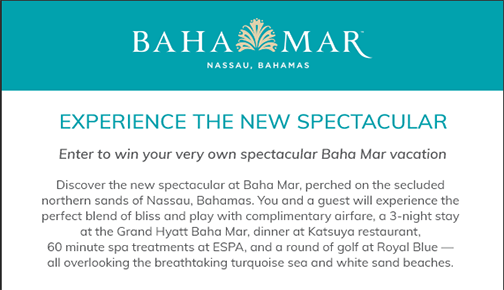 BAHA MAR
NASSAU, BAHAMAS
EXPERIENCE THE NEW SPECTACULAR
Enter to win your very own spectacular Baha Mar vacation
Discover the new spectacular at Baha Mar, perched on the secluded
northern sands of Nassau, Bahamas. You and a guest will experience the
perfect blend of bliss and play with complimentary airfare, a 3-night stay
at the Grand Hyatt Baha Mar, dinner at Katsuya restaurant,
60 minute spa treatments at ESPA, and a round of golf at Royal Blue —
all overlooking the breathtaking turquoise sea and white sand beaches.